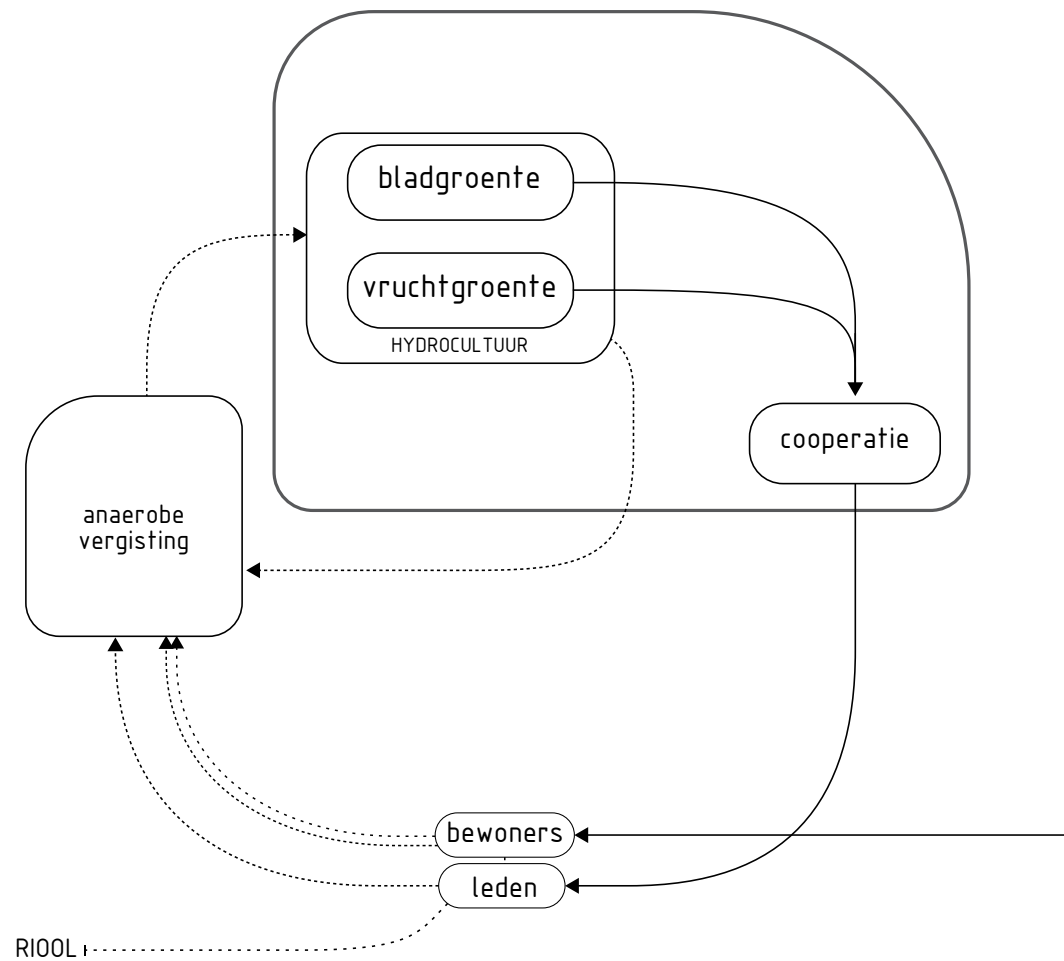 bladgroente
vruchtgroente
HYDROCULTUUR
cooperatie
anaerobe
vergisting
bewoners
leden
RIOOL